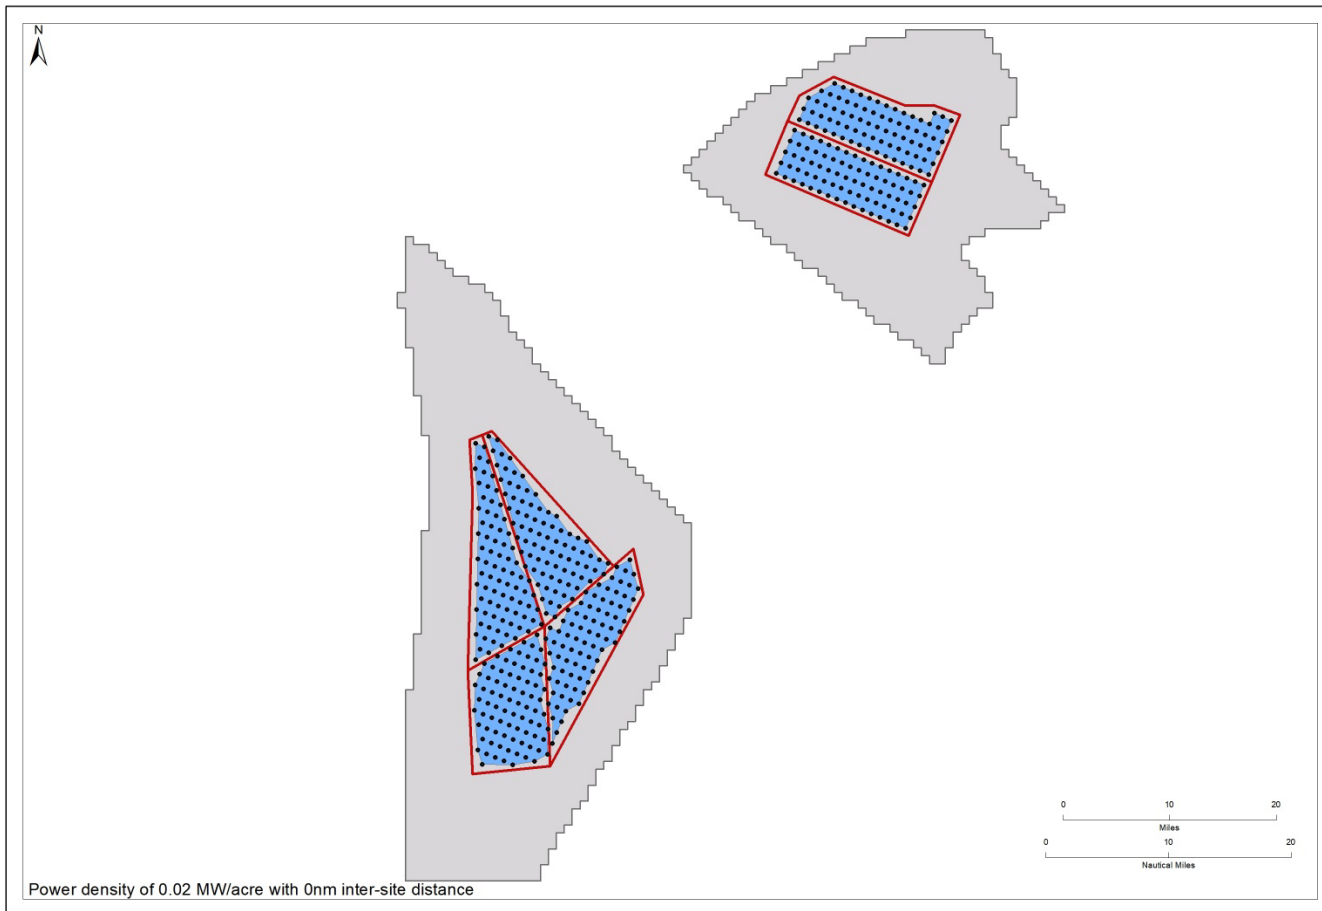 N
0 10 20
Miles
0 10 20
Nautical Miles
Power density of 0.02 MW/acre with 0nm inter-site distance